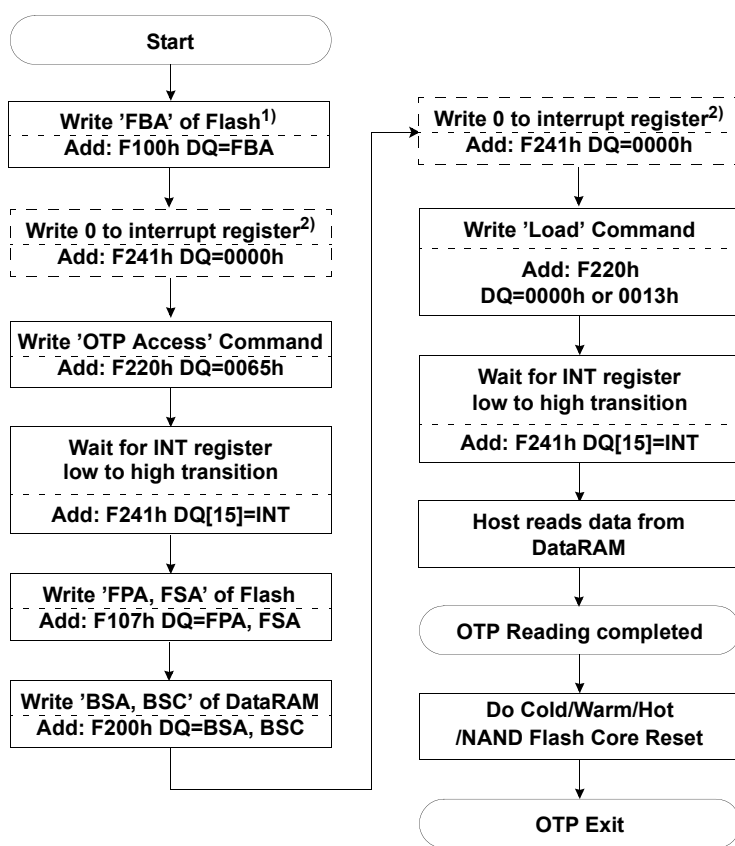 Start
Write 'FBA' of Flash1)
Add: F100h DQ=FBA
Write 0 to interrupt register2)
Add: F241h DQ=0000h
Write 'OTP Access' Command
Add: F220h DQ=0065h
Wait for INT register
low to high transition
Add: F241h DQ[15]=INT
Write 'FPA, FSA' of Flash
Add: F107h DQ=FPA, FSA
Write 'BSA, BSC' of DataRAM
Add: F200h DQ=BSA, BSC
Write 0 to interrupt register2)
Add: F241h DQ=0000h
Write 'Load' Command
Add: F220h
DQ=0000h or 0013h
Wait for INT register
low to high transition
Add: F241h DQ[15]=INT
Host reads data from
DataRAM
OTP Reading completed
Do Cold/Warm/Hot
/NAND Flash Core Reset
OTP Exit